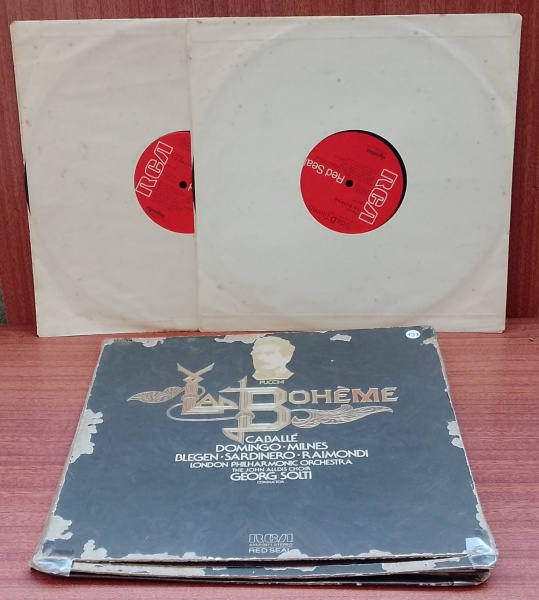 RCA
RCA
Red Seal
PUCCINI
La Bohème
CABALLÉ
DOMINGO · MILNES
BLEGEN · SARDINERO · RAIMONDI
LONDON PHILHARMONIC ORCHESTRA
THE JOHN ALLDIS CHOIR
GEORG SOLTI
CONDUCTOR
RCA
RED SEAL